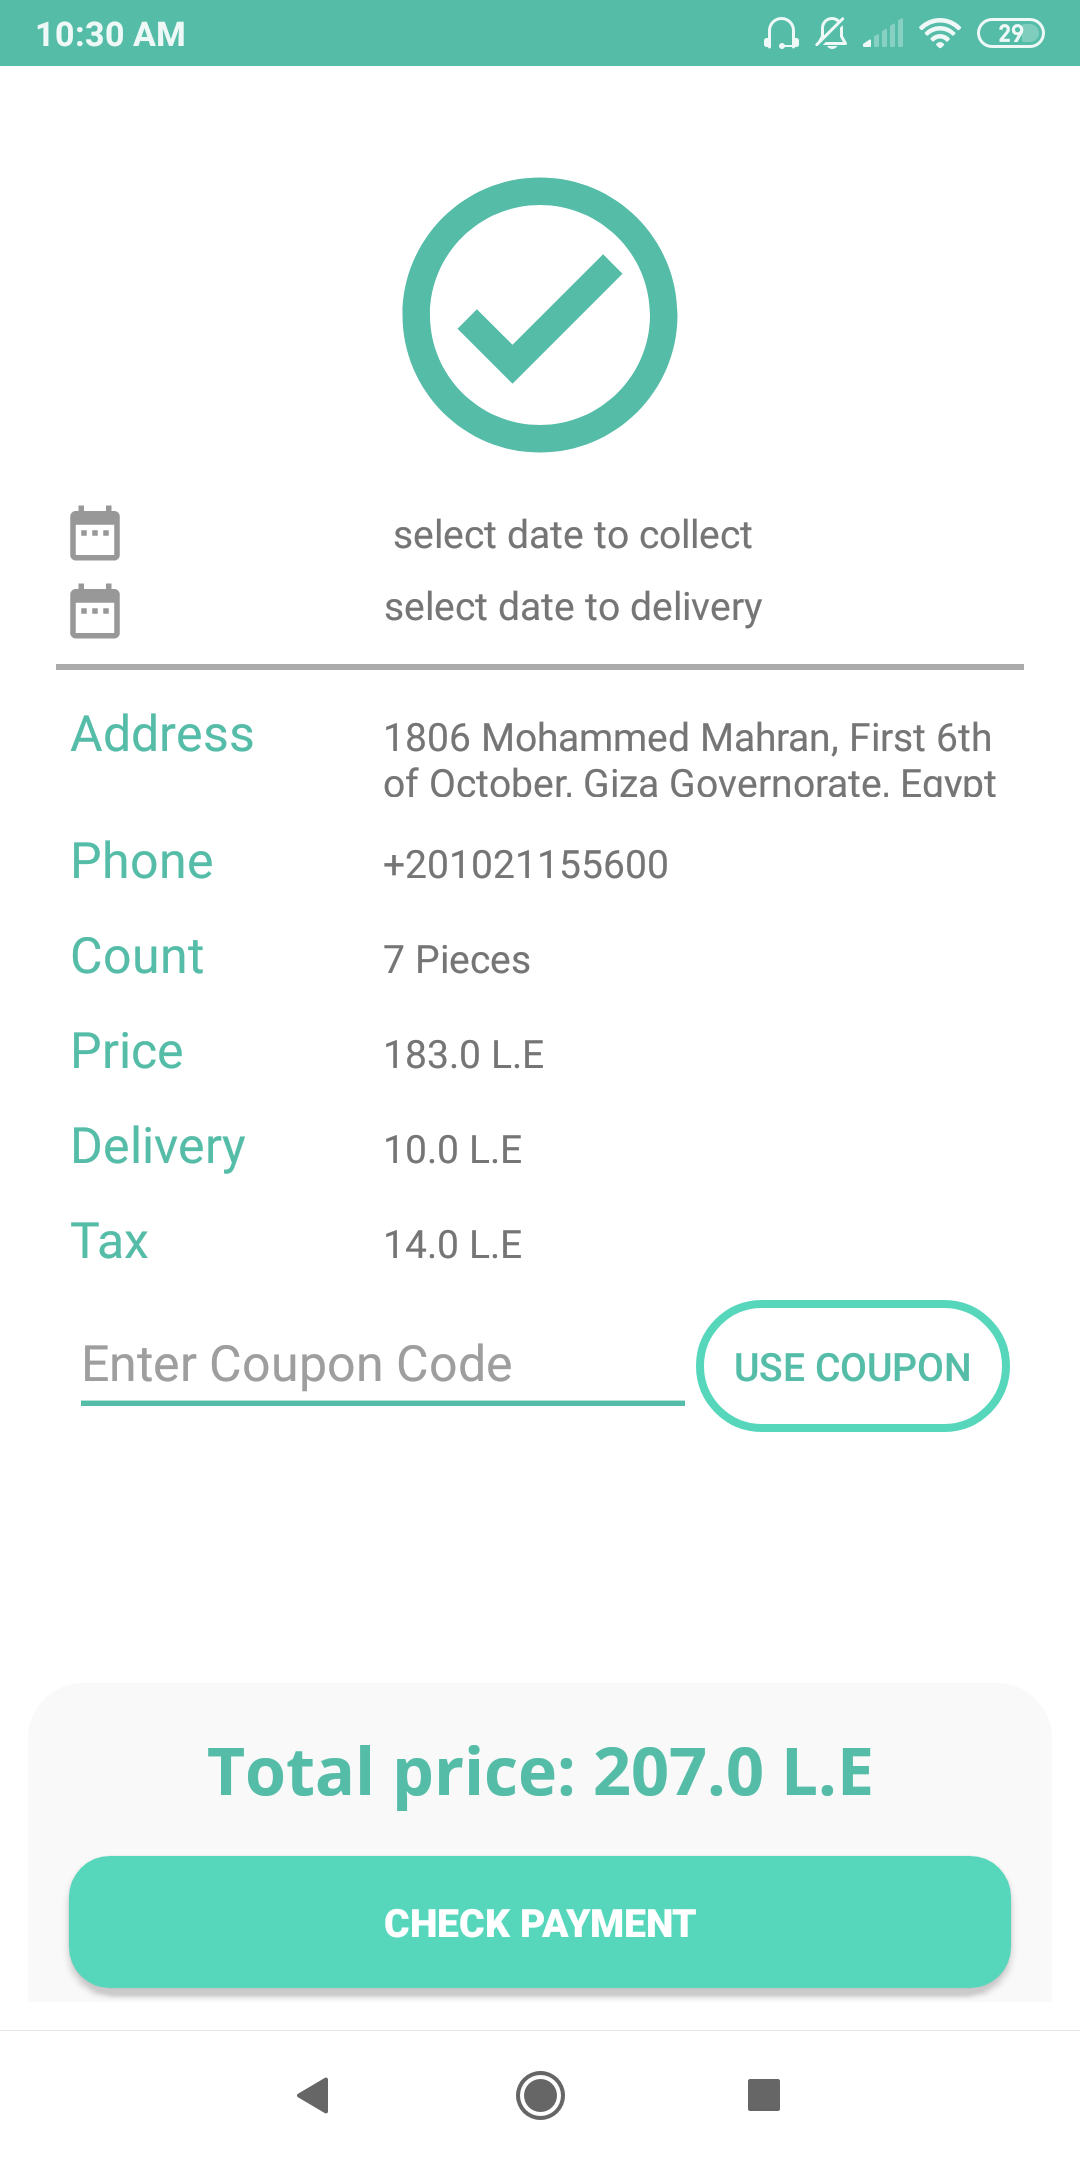 10:30 AM
29
select date to collect
select date to delivery
Address
1806 Mohammed Mahran, First 6th
of October, Giza Governorate, Egypt
Phone
+201021155600
Count
7 Pieces
Price
183.0 L.E
Delivery
10.0 L.E
Tax
14.0 L.E
Enter Coupon Code
USE COUPON
Total price: 207.0 L.E
CHECK PAYMENT